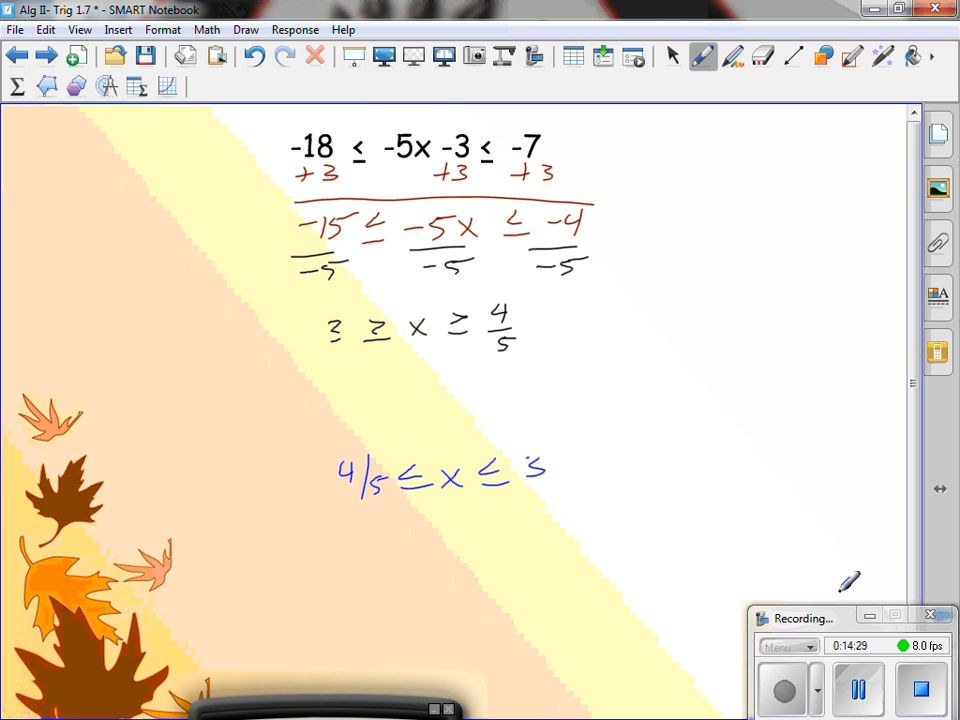 Alg II- Trig 1.7 * - SMART Notebook
File Edit View Insert Format Math Draw Response Help
-18 ≤ -5x -3 ≤ -7
+3 +3 +3
-15 ≤ -5x ≤ -4
-5 -5 -5
3 ≥ x ≥ 4/5
4/5 ≤ x ≤ 3
Recording...
Menu 0:14:29 8.0 fps